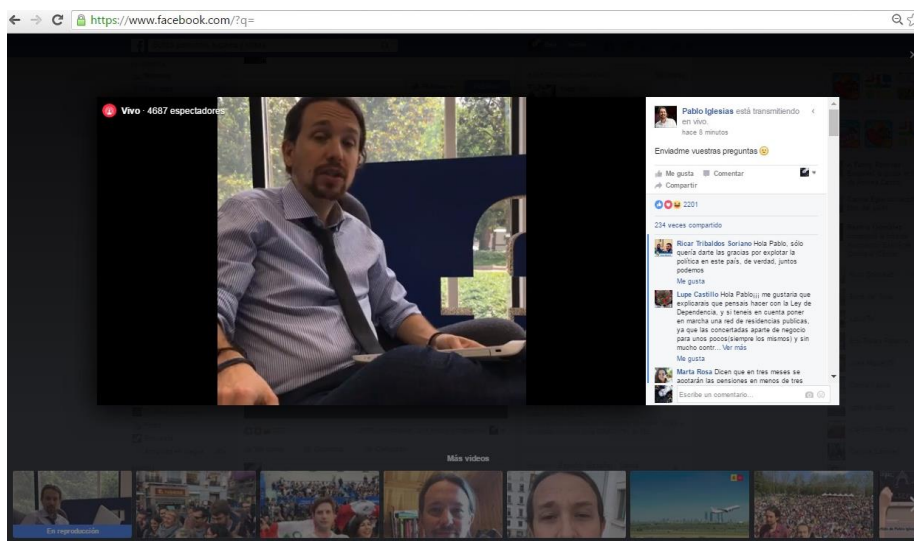 https://www.facebook.com/?q=
Vivo · 4687 espectadores
Pablo Iglesias está transmitiendo
en vivo.
hace 8 minutos
Enviadme vuestras preguntas
Me gusta Comentar
Compartir
2201
234 veces compartido
Ricar Tribaldos Soriano Hola Pablo, sólo
quería darte las gracias por explotar la
política en este país, de verdad, juntos
podemos
Me gusta
Lupe Castillo Hola Pablo¡¡¡ me gustaria que
explicarais que pensais hacer con la Ley de
Dependencia, y si teneis en cuenta poner
en marcha una red de residencias publicas,
ya que las concertadas aparte de negocio
para unos pocos(siempre los mismos) y sin
mucho contr... Ver más
Me gusta
Marta Rosa Dicen que en tres meses se
agotarán las pensiones en menos de tres
Escribe un comentario...
Más vídeos
En reproducción